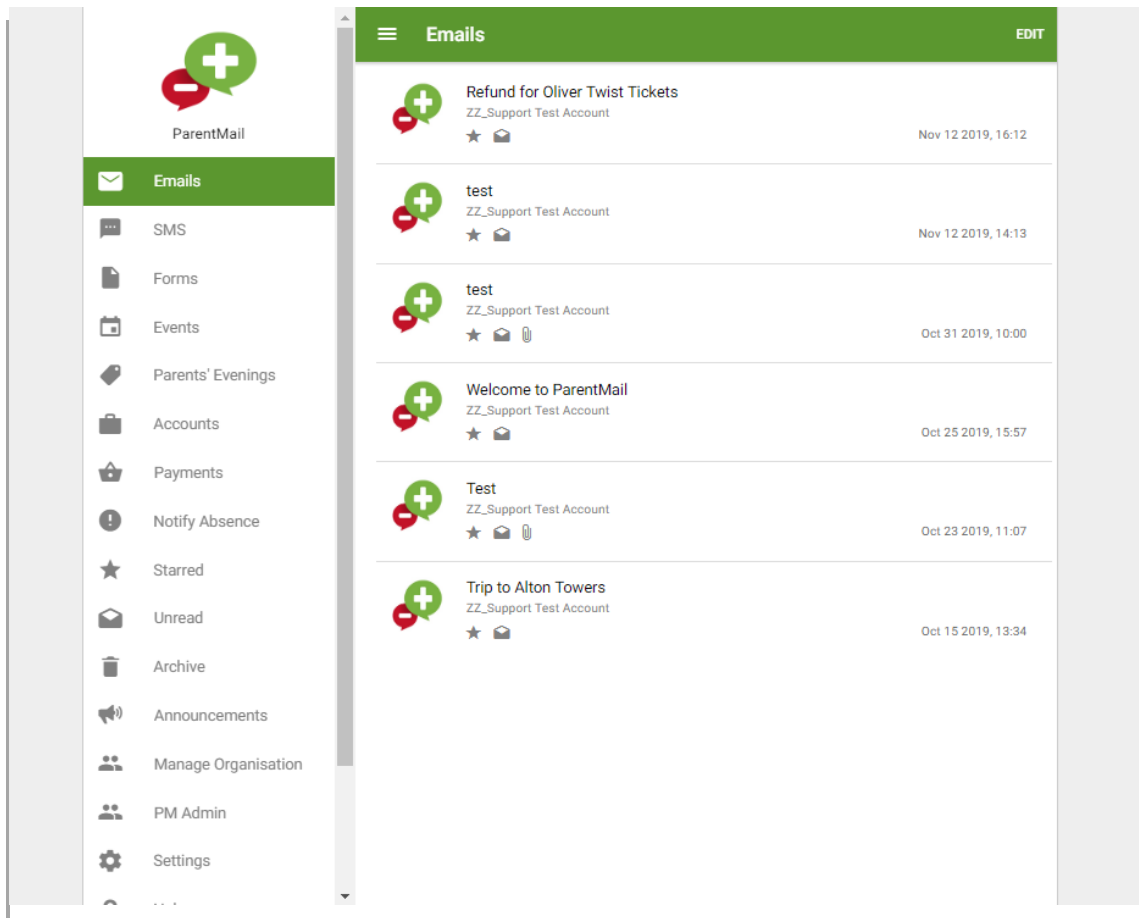 ParentMail
Emails
SMS
Forms
Events
Parents' Evenings
Accounts
Payments
Notify Absence
Starred
Unread
Archive
Announcements
Manage Organisation
PM Admin
Settings
Emails
EDIT
Refund for Oliver Twist Tickets
ZZ_Support Test Account
Nov 12 2019, 16:12
test
ZZ_Support Test Account
Nov 12 2019, 14:13
test
ZZ_Support Test Account
Oct 31 2019, 10:00
Welcome to ParentMail
ZZ_Support Test Account
Oct 25 2019, 15:57
Test
ZZ_Support Test Account
Oct 23 2019, 11:07
Trip to Alton Towers
ZZ_Support Test Account
Oct 15 2019, 13:34